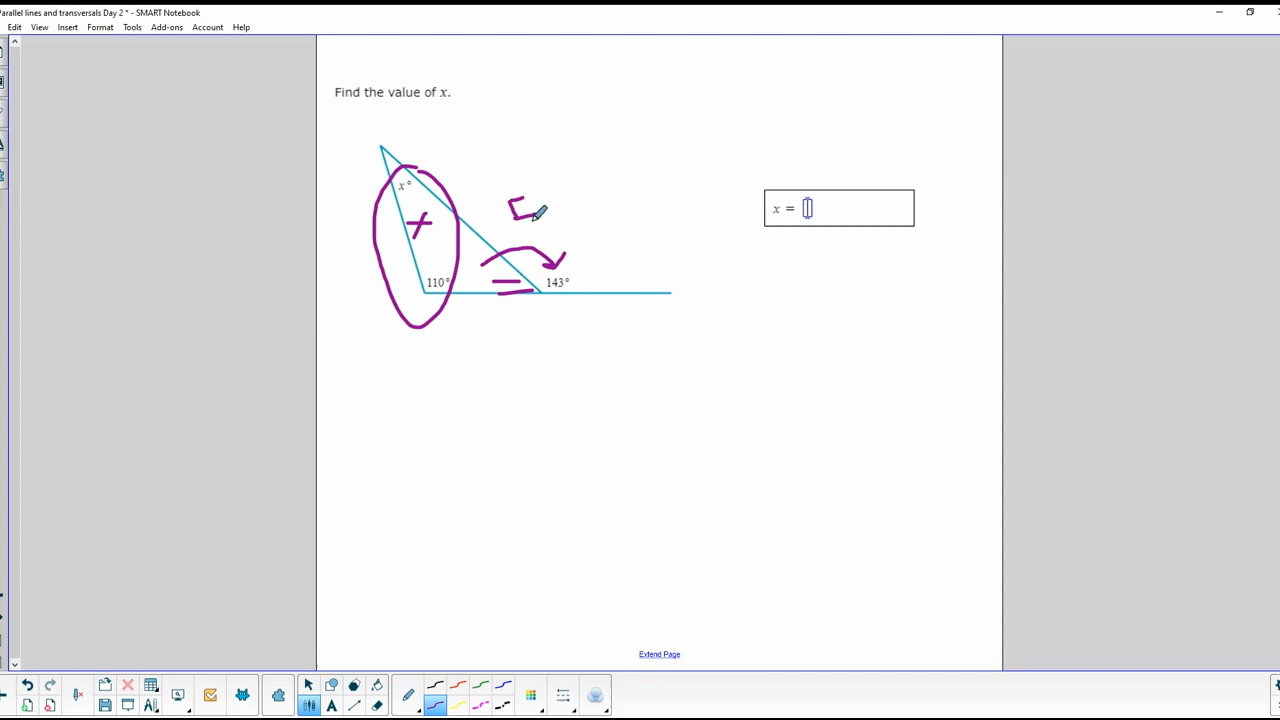 Parallel lines and transversals Day 2 * - SMART Notebook
Edit View Insert Format Tools Add-ons Account Help
Find the value of x.
x°
+
E
x =
110°
=
143°
Extend Page